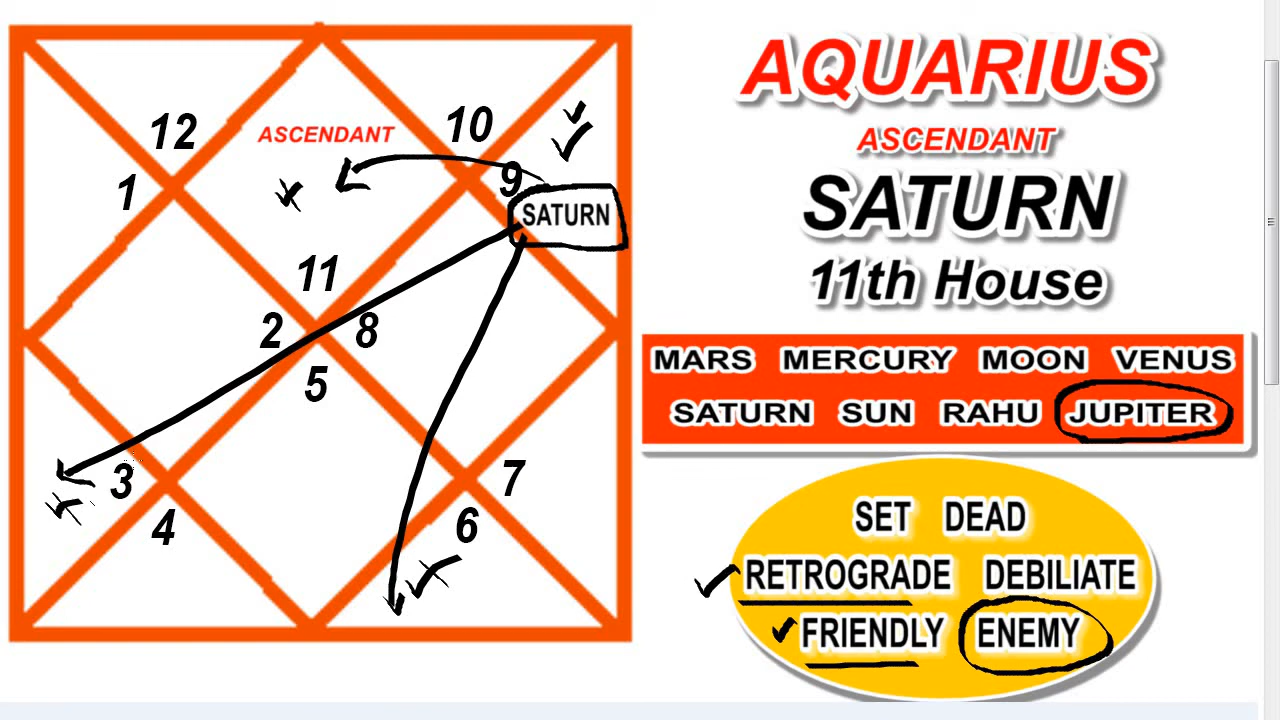 12
ASCENDANT
10
1
9
SATURN
11
2
8
5
3
7
4
6
AQUARIUS
ASCENDANT
SATURN
11th House
MARS MERCURY MOON VENUS
SATURN SUN RAHU JUPITER
SET DEAD
RETROGRADE DEBILIATE
FRIENDLY ENEMY